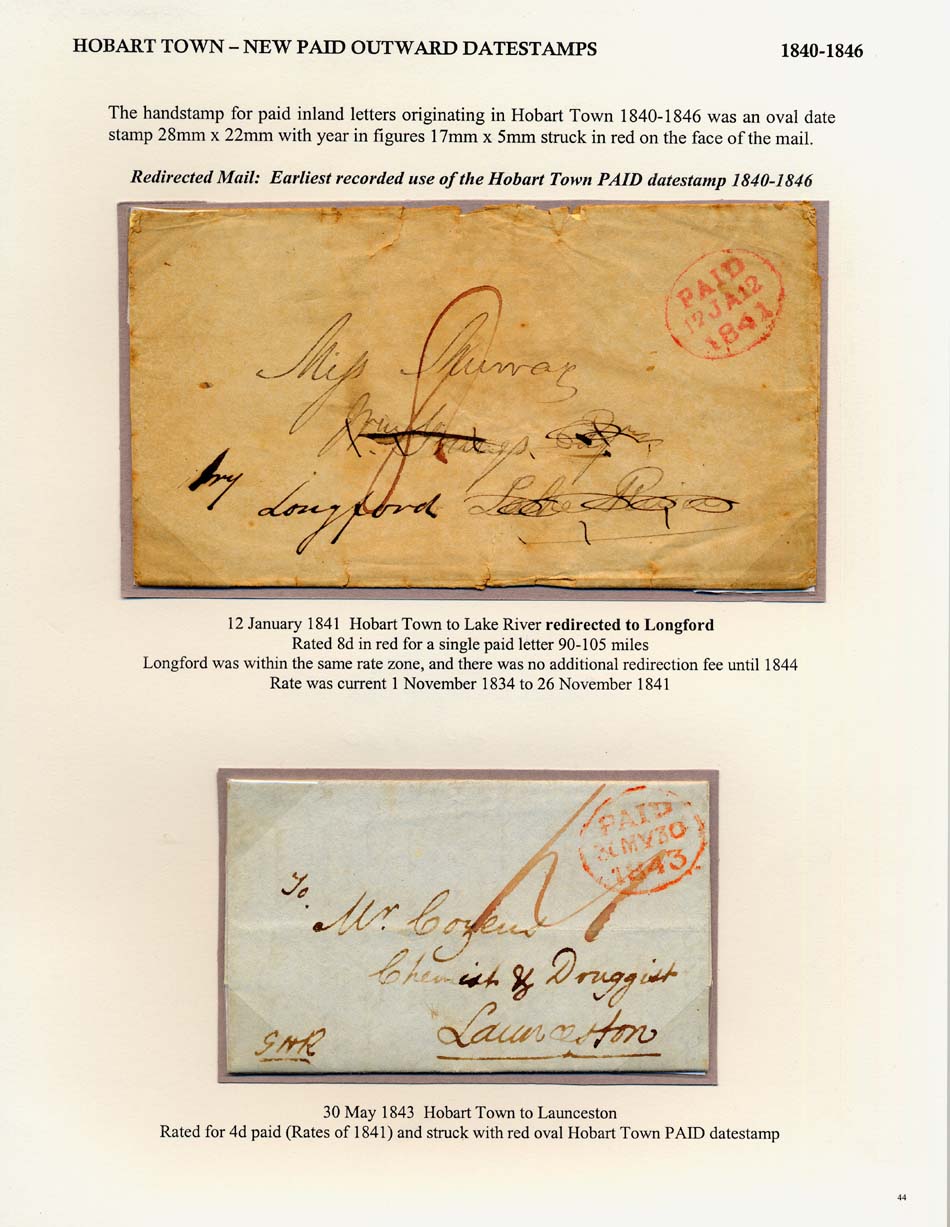 HOBART TOWN – NEW PAID OUTWARD DATESTAMPS 1840-1846
The handstamp for paid inland letters originating in Hobart Town 1840-1846 was an oval date
stamp 28mm x 22mm with year in figures 17mm x 5mm struck in red on the face of the mail.
Redirected Mail: Earliest recorded use of the Hobart Town PAID datestamp 1840-1846
PAID
12 JA 12
1841
8
Miss Murray
Longford Lake River
12 January 1841 Hobart Town to Lake River redirected to Longford
Rated 8d in red for a single paid letter 90-105 miles
Longford was within the same rate zone, and there was no additional redirection fee until 1844
Rate was current 1 November 1834 to 26 November 1841
PAID
MY 30
1843
4
To
Mr. Cozens
Chemist & Druggist
Launceston
GHR
30 May 1843 Hobart Town to Launceston
Rated for 4d paid (Rates of 1841) and struck with red oval Hobart Town PAID datestamp
44